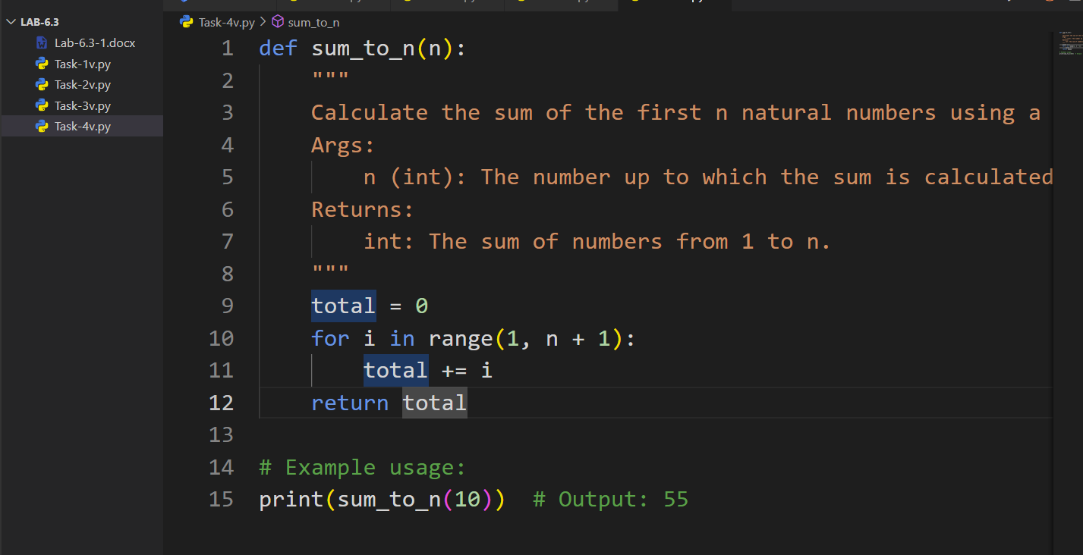 LAB-6.3
Lab-6.3-1.docx
Task-1v.py
Task-2v.py
Task-3v.py
Task-4v.py
Task-4v.py > sum_to_n
1 def sum_to_n(n):
2 """
3 Calculate the sum of the first n natural numbers using a
4 Args:
5 n (int): The number up to which the sum is calculated
6 Returns:
7 int: The sum of numbers from 1 to n.
8 """
9 total = 0
10 for i in range(1, n + 1):
11 total += i
12 return total
13
14 # Example usage:
15 print(sum_to_n(10))  # Output: 55